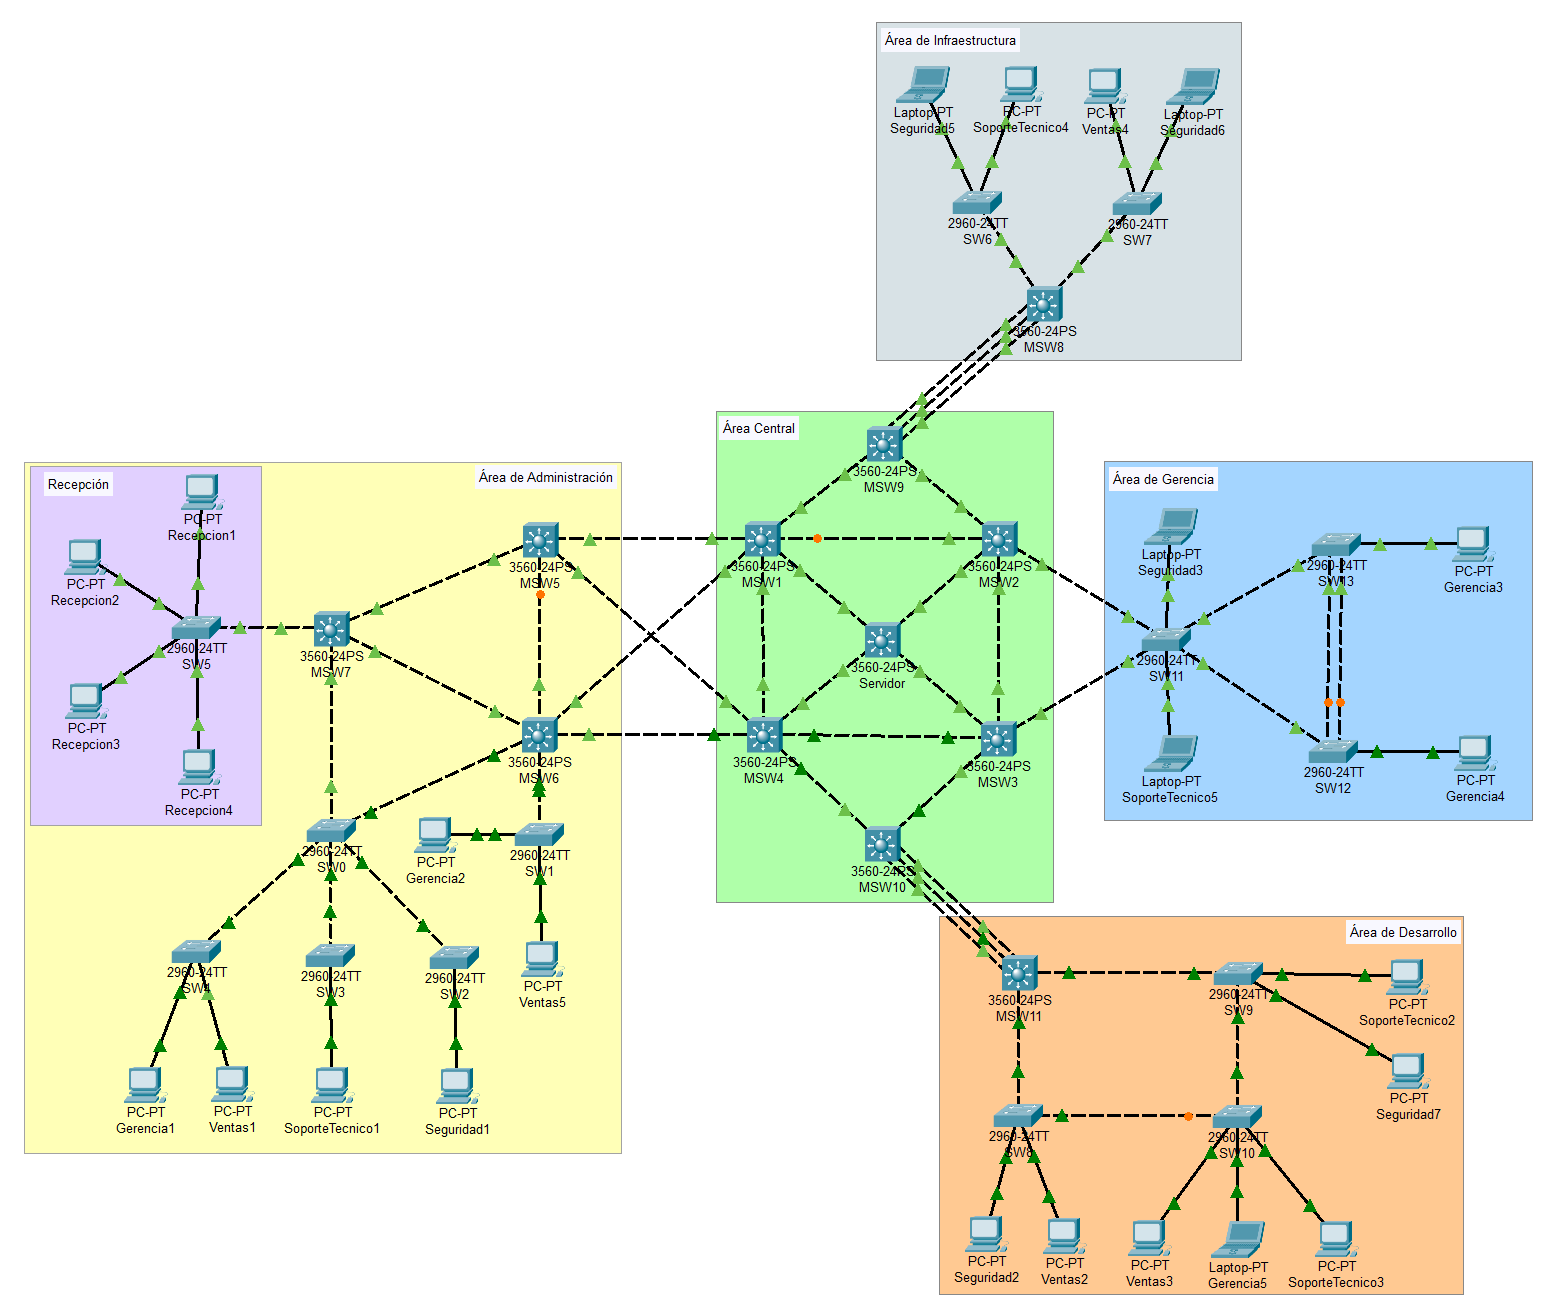 Área de Infraestructura
Laptop-PT
Seguridad5
PC-PT
SoporteTecnico4
PC-PT
Ventas4
Laptop-PT
Seguridad6
2960-24TT
SW6
2960-24TT
SW7
3560-24PS
MSW8
Área Central
3560-24PS
MSW9
3560-24PS
MSW1
3560-24PS
MSW2
3560-24PS
Servidor
3560-24PS
MSW4
3560-24PS
MSW3
3560-24PS
MSW10
Área de Administración
Recepción
PC-PT
Recepcion1
PC-PT
Recepcion2
2960-24TT
SW5
PC-PT
Recepcion3
PC-PT
Recepcion4
3560-24PS
MSW5
3560-24PS
MSW7
3560-24PS
MSW6
2960-24TT
SW0
PC-PT
Gerencia2
2960-24TT
SW1
2960-24TT
SW4
2960-24TT
SW3
2960-24TT
SW2
PC-PT
Ventas5
PC-PT
Gerencia1
PC-PT
Ventas1
PC-PT
SoporteTecnico1
PC-PT
Seguridad1
Área de Gerencia
Laptop-PT
Seguridad3
2960-24TT
SW13
PC-PT
Gerencia3
2960-24TT
SW11
Laptop-PT
SoporteTecnico5
2960-24TT
SW12
PC-PT
Gerencia4
Área de Desarrollo
3560-24PS
MSW11
2960-24TT
SW9
PC-PT
SoporteTecnico2
PC-PT
Seguridad7
2960-24TT
SW8
2960-24TT
SW10
PC-PT
Seguridad2
PC-PT
Ventas2
PC-PT
Ventas3
Laptop-PT
Gerencia5
PC-PT
SoporteTecnico3